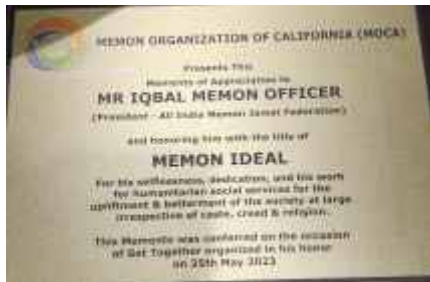 MEMON ORGANIZATION OF CALIFORNIA (MOCA)
Presents This
Memento of Appreciation to
MR IQBAL MEMON OFFICER
(President - All India Memon Jamat Federation)
and honoring him with the title of
MEMON IDEAL
For his selflessness, dedication, and his work
for humanitarian social services for the
upliftment & betterment of the society at large
irrespective of caste, creed & religion.
This Memento was conferred on the occasion
of Get Together organized in his honor
on 25th May 2023